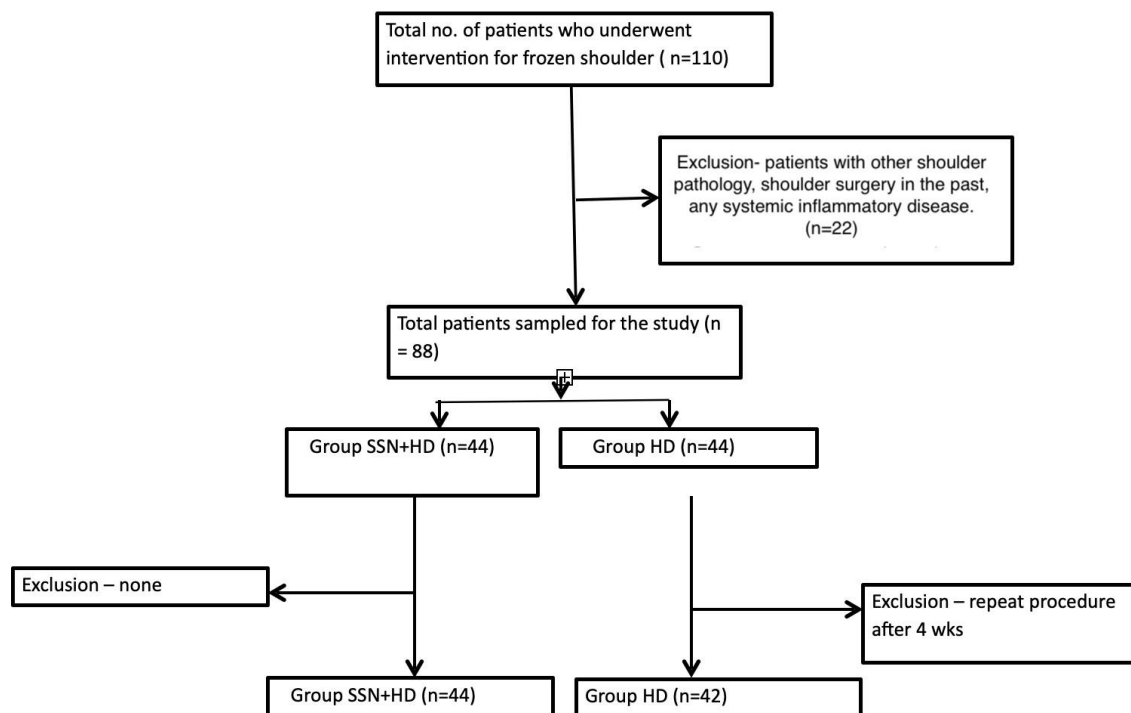 Total no. of patients who underwent
intervention for frozen shoulder ( n=110)
Exclusion- patients with other shoulder
pathology, shoulder surgery in the past,
any systemic inflammatory disease.
(n=22)
Total patients sampled for the study (n
= 88)
Group SSN+HD (n=44)
Group HD (n=44)
Exclusion – none
Exclusion – repeat procedure
after 4 wks
Group SSN+HD (n=44)
Group HD (n=42)